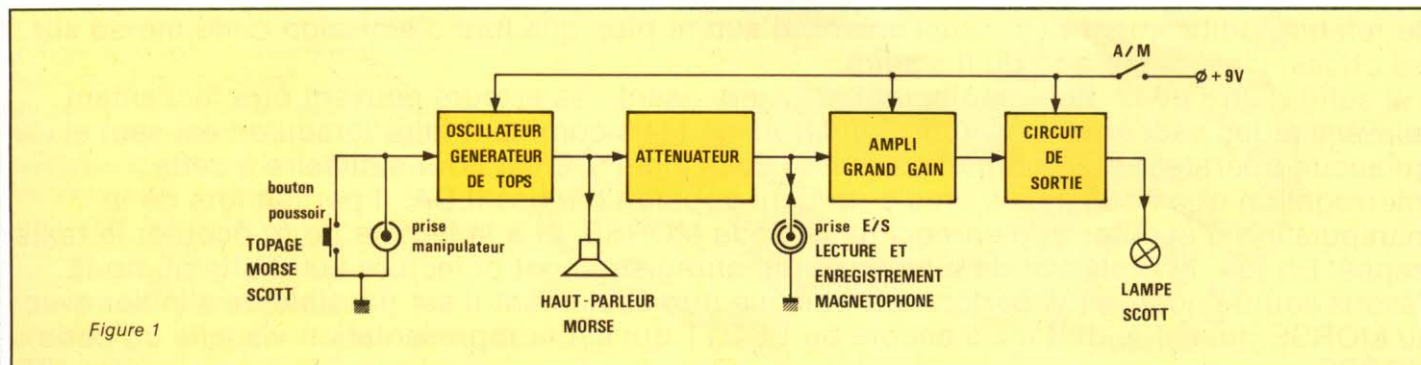 A/M
+9V
OSCILLATEUR
GENERATEUR
DE TOPS
ATTENUATEUR
AMPLI
GRAND GAIN
CIRCUIT
DE
SORTIE
bouton
poussoir
TOPAGE
MORSE
SCOTT
prise
manipulateur
HAUT-PARLEUR
MORSE
prise E/S
LECTURE ET
ENREGISTREMENT
MAGNETOPHONE
LAMPE
SCOTT
Figure 1